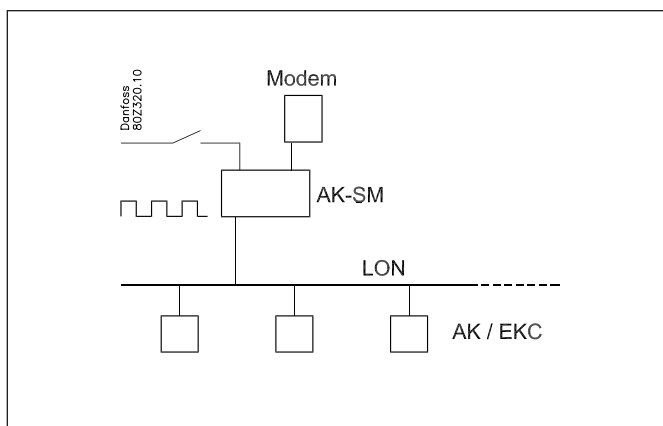 Modem
Danfoss
80Z320.10
AK-SM
LON
AK / EKC